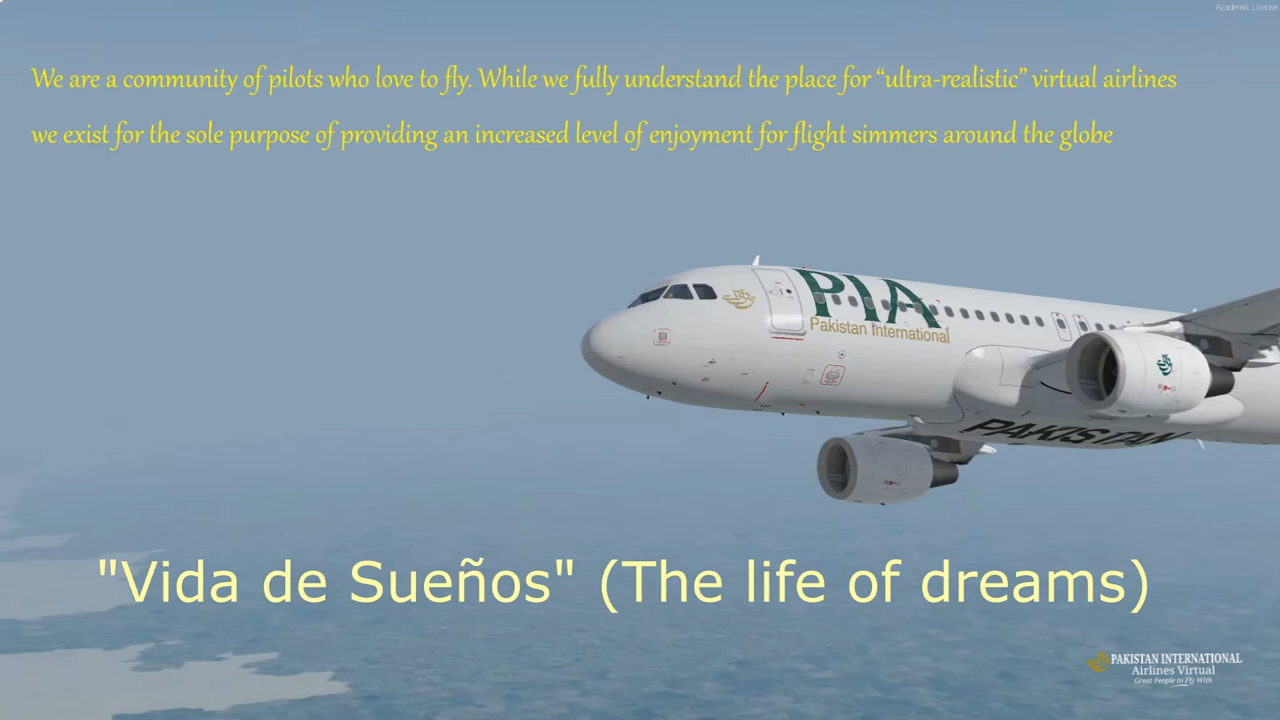 Academic License
We are a community of pilots who love to fly. While we fully understand the place for “ultra-realistic” virtual airlines
we exist for the sole purpose of providing an increased level of enjoyment for flight simmers around the globe
PIA
Pakistan International
PAKISTAN
"Vida de Sueños" (The life of dreams)
PAKISTAN INTERNATIONAL
Airlines Virtual
Great People to Fly With